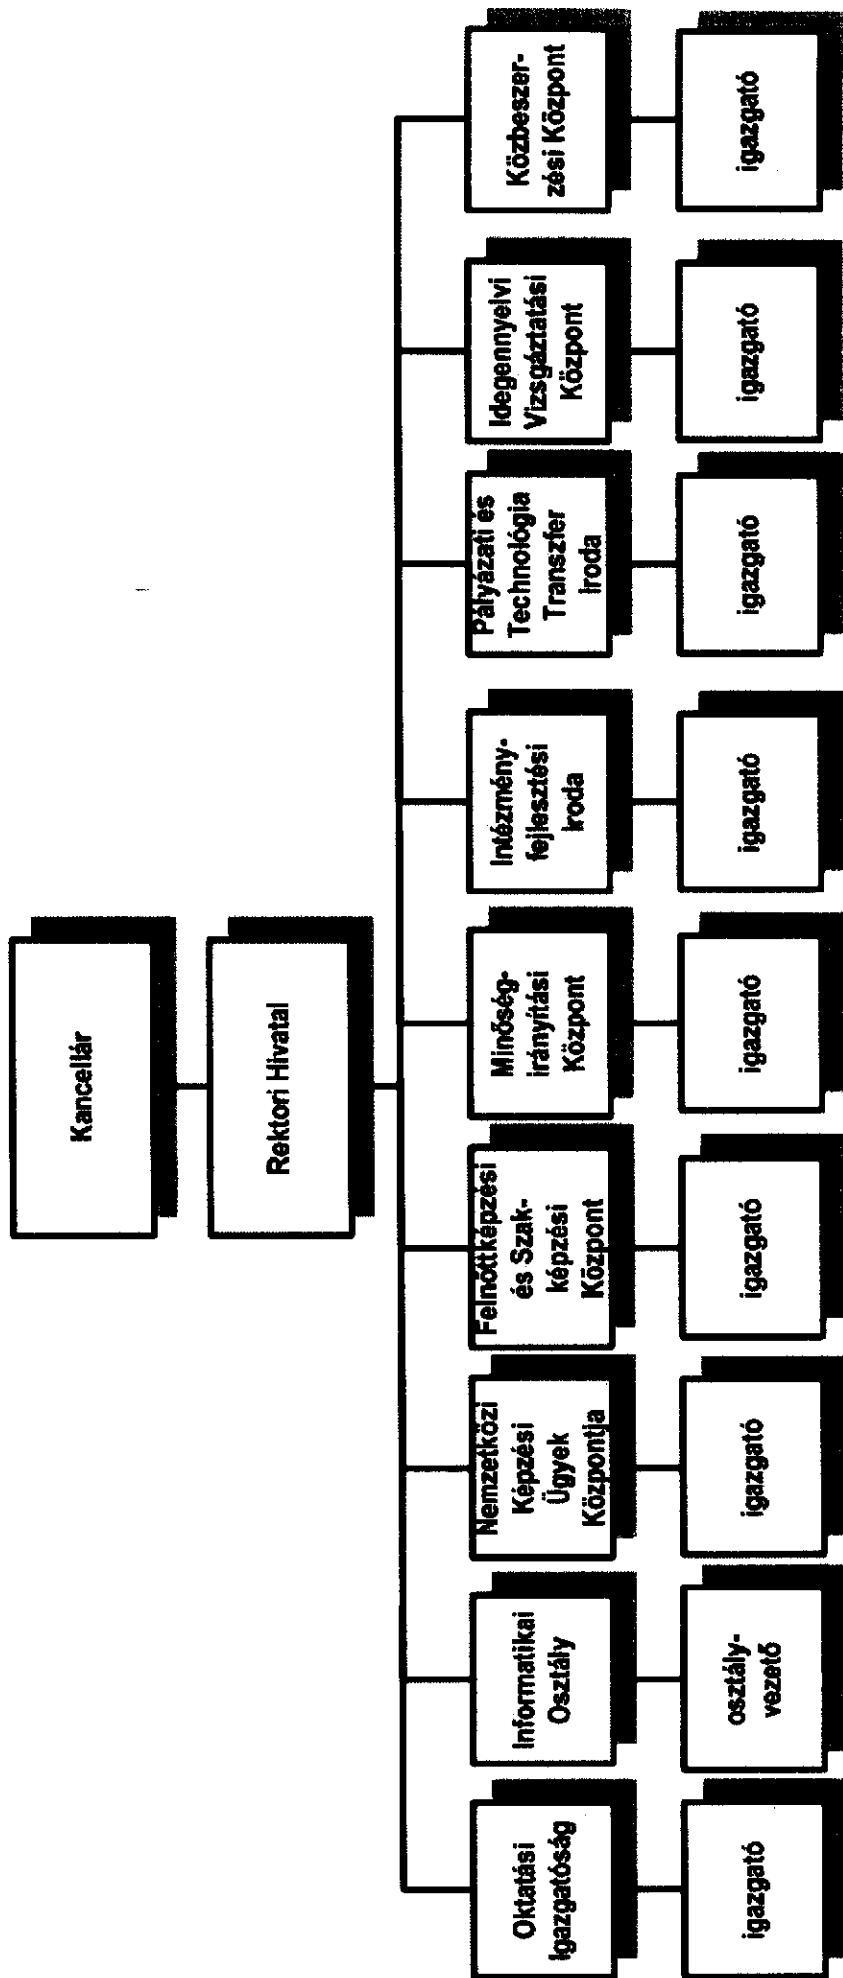 Kancellár
Rektori Hivatal
Oktatási
Igazgatóság
Informatikai
Osztály
Nemzetközi
Képzési
Ügyek
Központja
Felnőttképzési
és Szak-
képzési
Központ
Minőség-
irányítási
Központ
Intézmény-
fejlesztési
Iroda
Pályázati és
Technológia
Transzfer
Iroda
Idegennyelvi
Vizsgáztatási
Központ
Közbeszer-
zési Központ
igazgató
osztály-
vezető
igazgató
igazgató
igazgató
igazgató
igazgató
igazgató
igazgató